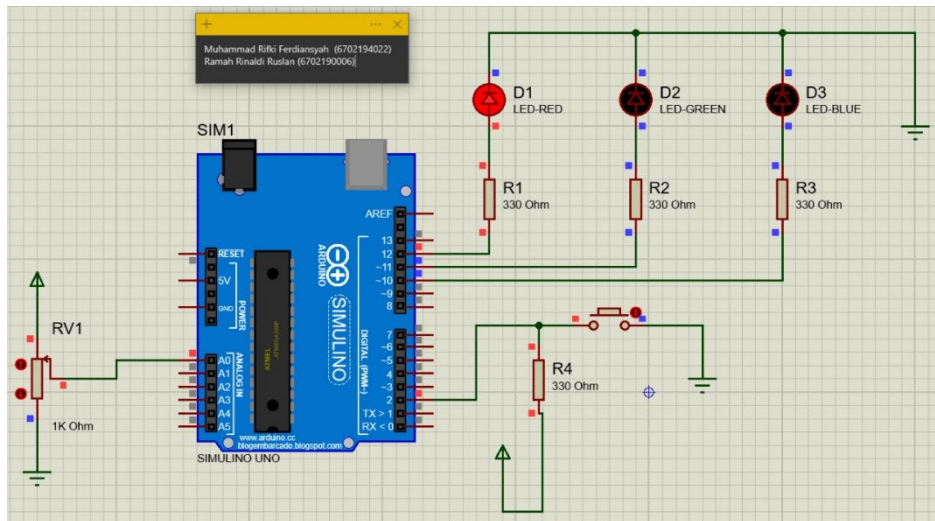 Muhammad Rifki Ferdiansyah (6702194022)
Ramah Rinaldi Ruslan (6702190006)
D1
LED-RED
D2
LED-GREEN
D3
LED-BLUE
SIM1
R1
330 Ohm
R2
330 Ohm
R3
330 Ohm
AREF
13
12
~11
~10
~9
8
RESET
5V
GND
POWER
ARDUINO
SIMULINO
ATMEL
7
~6
~5
4
~3
2
TX > 1
RX < 0
DIGITAL (PWM~)
A0
A1
A2
A3
A4
A5
ANALOG IN
www.arduino.cc
blogembarcado.blogspot.com
SIMULINO UNO
RV1
1K Ohm
R4
330 Ohm